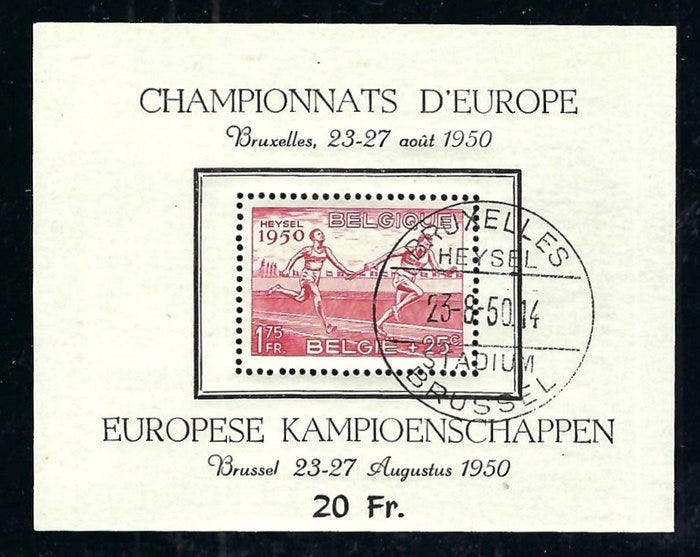 CHAMPIONNATS D'EUROPE
Bruxelles, 23-27 août 1950
HEYSEL BELGIQUE
1950
1.75 FR. BELGIË + 25c
BRUXELLES
HEYSEL
23-8-50.14
STADIUM
BRUSSEL
EUROPESE KAMPIOENSCHAPPEN
Brussel 23-27 Augustus 1950
20 Fr.